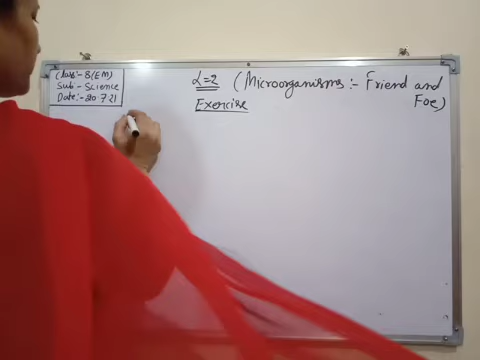 Class:- 8(EM)
Sub - Science
Date:- 20.7.21
L=2 (Microorganisms :- Friend and
Foe)
Exercise